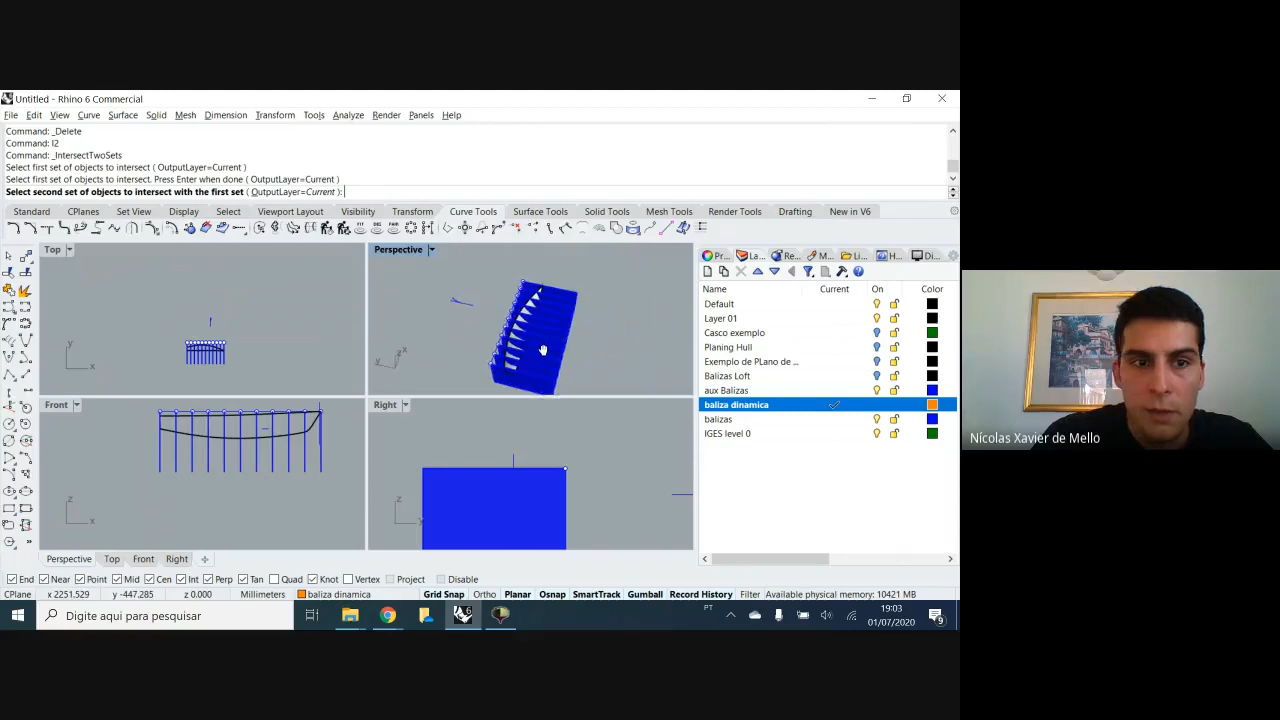 Untitled - Rhino 6 Commercial
File Edit View Curve Surface Solid Mesh Dimension Transform Tools Analyze Render Panels Help
Command: _Delete
Command: I2
Command: _IntersectTwoSets
Select first set of objects to intersect ( OutputLayer=Current )
Select first set of objects to intersect. Press Enter when done ( OutputLayer=Current )
Select second set of objects to intersect with the first set ( OutputLayer=Current ):
Standard CPlanes Set View Display Select Viewport Layout Visibility Transform Curve Tools Surface Tools Solid Tools Mesh Tools Render Tools Drafting New in V6
Top
Perspective
Pr... La... Re... M... Li... H... Di...
Name Current On Color
Default
Layer 01
Casco exemplo
Planing Hull
Exemplo de PLano de ...
Balizas Loft
aux Balizas
baliza dinamica
balizas
IGES level 0
y
x
y
x
z
Front
Right
z
x
z
y
Nícolas Xavier de Mello
Perspective Top Front Right
End Near Point Mid Cen Int Perp Tan Quad Knot Vertex Project Disable
CPlane x 2251.529 y -447.285 z 0.000 Millimeters baliza dinamica Grid Snap Ortho Planar Osnap SmartTrack Gumball Record History Filter Available physical memory: 10421 MB
Digite aqui para pesquisar
PT
19:03
01/07/2020
9